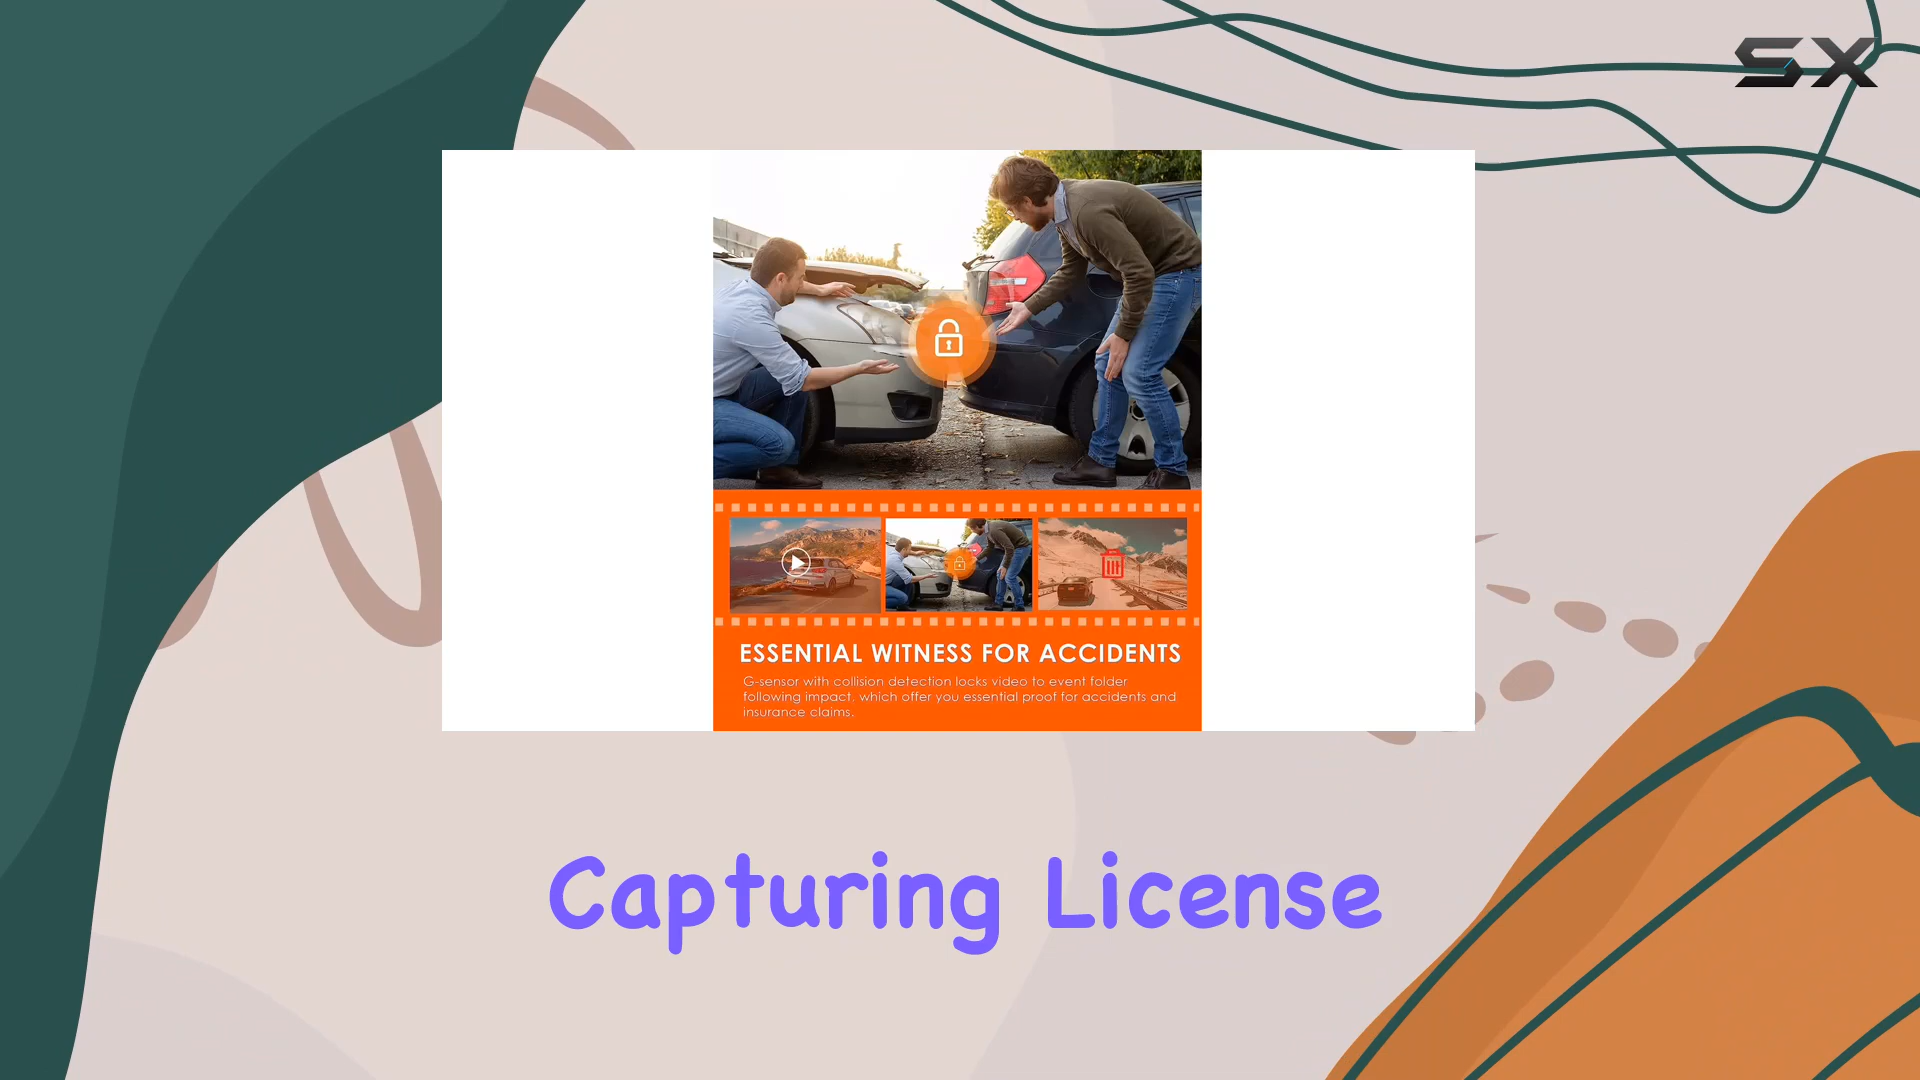 SX
ESSENTIAL WITNESS FOR ACCIDENTS
G-sensor with collision detection locks video to event folder
following impact, which offer you essential proof for accidents and
insurance claims.
Capturing License